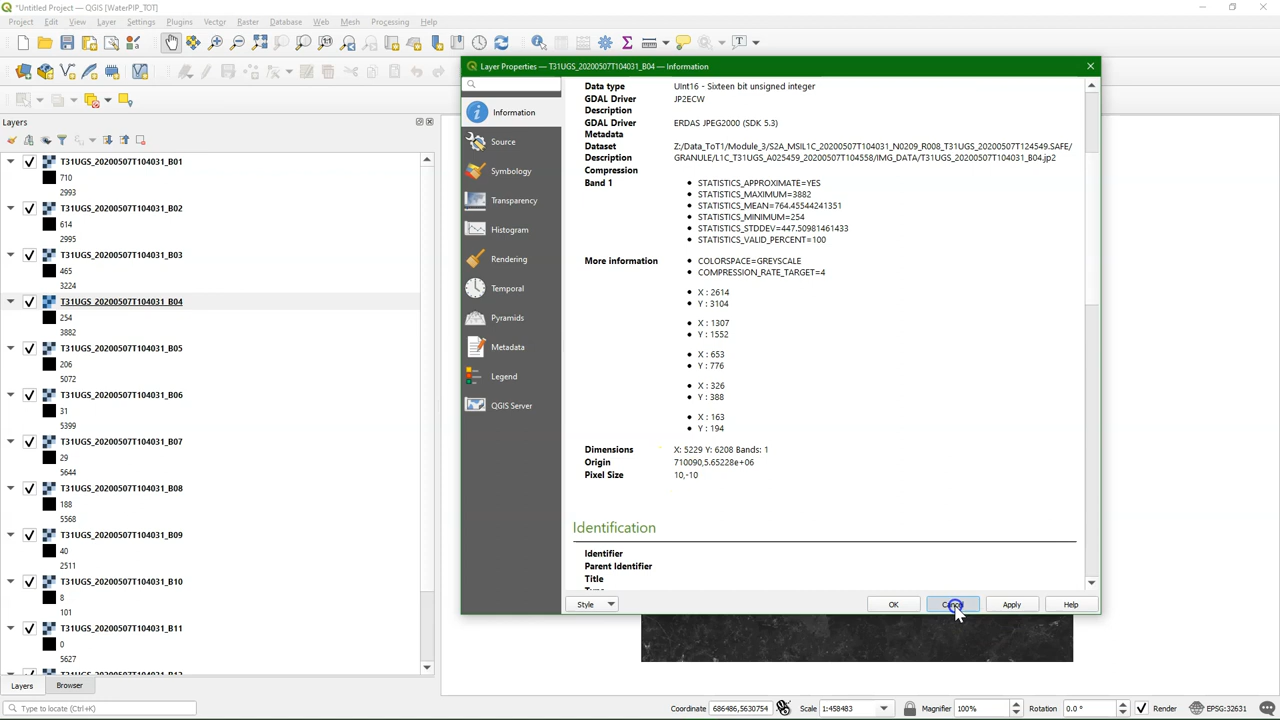 *Untitled Project — QGIS [WaterPIP_TOT]
Project Edit View Layer Settings Plugins Vector Raster Database Web Mesh Processing Help
Layer Properties — T31UGS_20200507T104031_B04 — Information
Information
Source
Symbology
Transparency
Histogram
Rendering
Temporal
Pyramids
Metadata
Legend
QGIS Server
Data type UInt16 - Sixteen bit unsigned integer
GDAL Driver Description JP2ECW
GDAL Driver Metadata ERDAS JPEG2000 (SDK 5.3)
Dataset Description Z:/Data_ToT1/Module_3/S2A_MSIL1C_20200507T104031_N0209_R008_T31UGS_20200507T124549.SAFE/
GRANULE/L1C_T31UGS_A025459_20200507T104558/IMG_DATA/T31UGS_20200507T104031_B04.jp2
Compression
Band 1
STATISTICS_APPROXIMATE=YES
STATISTICS_MAXIMUM=3882
STATISTICS_MEAN=764.45544241351
STATISTICS_MINIMUM=254
STATISTICS_STDDEV=447.50981461433
STATISTICS_VALID_PERCENT=100
More information
COLORSPACE=GREYSCALE
COMPRESSION_RATE_TARGET=4
X : 2614
Y : 3104
X : 1307
Y : 1552
X : 653
Y : 776
X : 326
Y : 388
X : 163
Y : 194
Dimensions X: 5229 Y: 6208 Bands: 1
Origin 710090,5.65228e+06
Pixel Size 10,-10
Identification
Identifier
Parent Identifier
Title
Style OK Cancel Apply Help
Layers
T31UGS_20200507T104031_B01
710
2993
T31UGS_20200507T104031_B02
614
2995
T31UGS_20200507T104031_B03
465
3224
T31UGS_20200507T104031_B04
254
3882
T31UGS_20200507T104031_B05
206
5072
T31UGS_20200507T104031_B06
31
5399
T31UGS_20200507T104031_B07
29
5644
T31UGS_20200507T104031_B08
188
5568
T31UGS_20200507T104031_B09
40
2511
T31UGS_20200507T104031_B10
8
101
T31UGS_20200507T104031_B11
0
5627
Layers Browser
Type to locate (Ctrl+K) Coordinate 686486,5630754 Scale 1:458483 Magnifier 100% Rotation 0.0 ° Render EPSG:32631